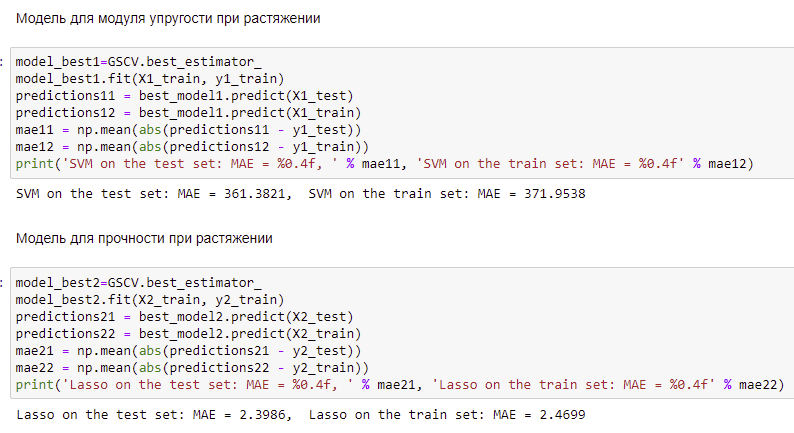 Модель для модуля упругости при растяжении
: model_best1=GSCV.best_estimator_
model_best1.fit(X1_train, y1_train)
predictions11 = best_model1.predict(X1_test)
predictions12 = best_model1.predict(X1_train)
mae11 = np.mean(abs(predictions11 - y1_test))
mae12 = np.mean(abs(predictions12 - y1_train))
print('SVM on the test set: MAE = %0.4f, ' % mae11, 'SVM on the train set: MAE = %0.4f' % mae12)
SVM on the test set: MAE = 361.3821,  SVM on the train set: MAE = 371.9538
Модель для прочности при растяжении
: model_best2=GSCV.best_estimator_
model_best2.fit(X2_train, y2_train)
predictions21 = best_model2.predict(X2_test)
predictions22 = best_model2.predict(X2_train)
mae21 = np.mean(abs(predictions21 - y2_test))
mae22 = np.mean(abs(predictions22 - y2_train))
print('Lasso on the test set: MAE = %0.4f, ' % mae21, 'Lasso on the train set: MAE = %0.4f' % mae22)
Lasso on the test set: MAE = 2.3986,  Lasso on the train set: MAE = 2.4699